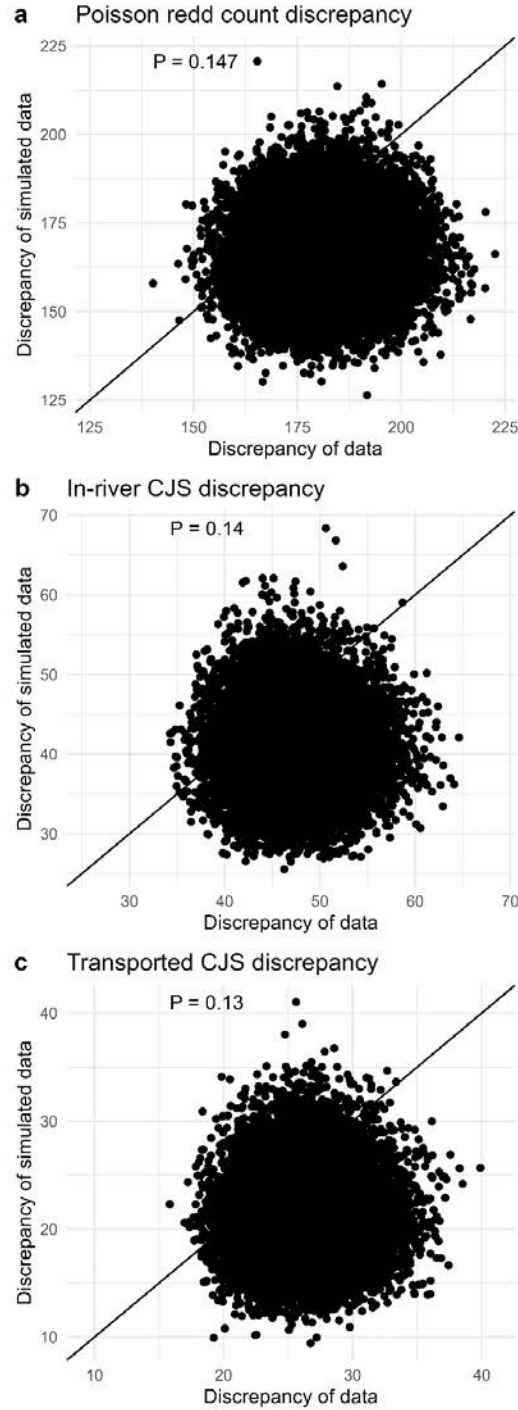 a Poisson redd count discrepancy
P = 0.147
225
200
175
150
125
Discrepancy of simulated data
125 150 175 200 225
Discrepancy of data
b In-river CJS discrepancy
P = 0.14
70
60
50
40
30
Discrepancy of simulated data
30 40 50 60 70
Discrepancy of data
c Transported CJS discrepancy
P = 0.13
40
30
20
10
Discrepancy of simulated data
10 20 30 40
Discrepancy of data